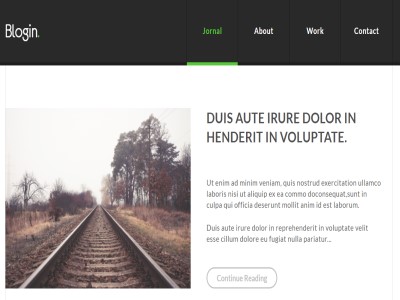 Blogin.
Jornal
About
Work
Contact
DUIS AUTE IRURE DOLOR IN
HENDERIT IN VOLUPTATE.
Ut enim ad minim veniam, quis nostrud exercitation ullamco
laboris nisi ut aliquip ex ea commo doconsequat,sunt in
culpa qui officia deserunt mollit anim id est laborum.
Duis aute irure dolor in reprehenderit in voluptate velit
esse cillum dolore eu fugiat nulla pariatur...
Continue Reading